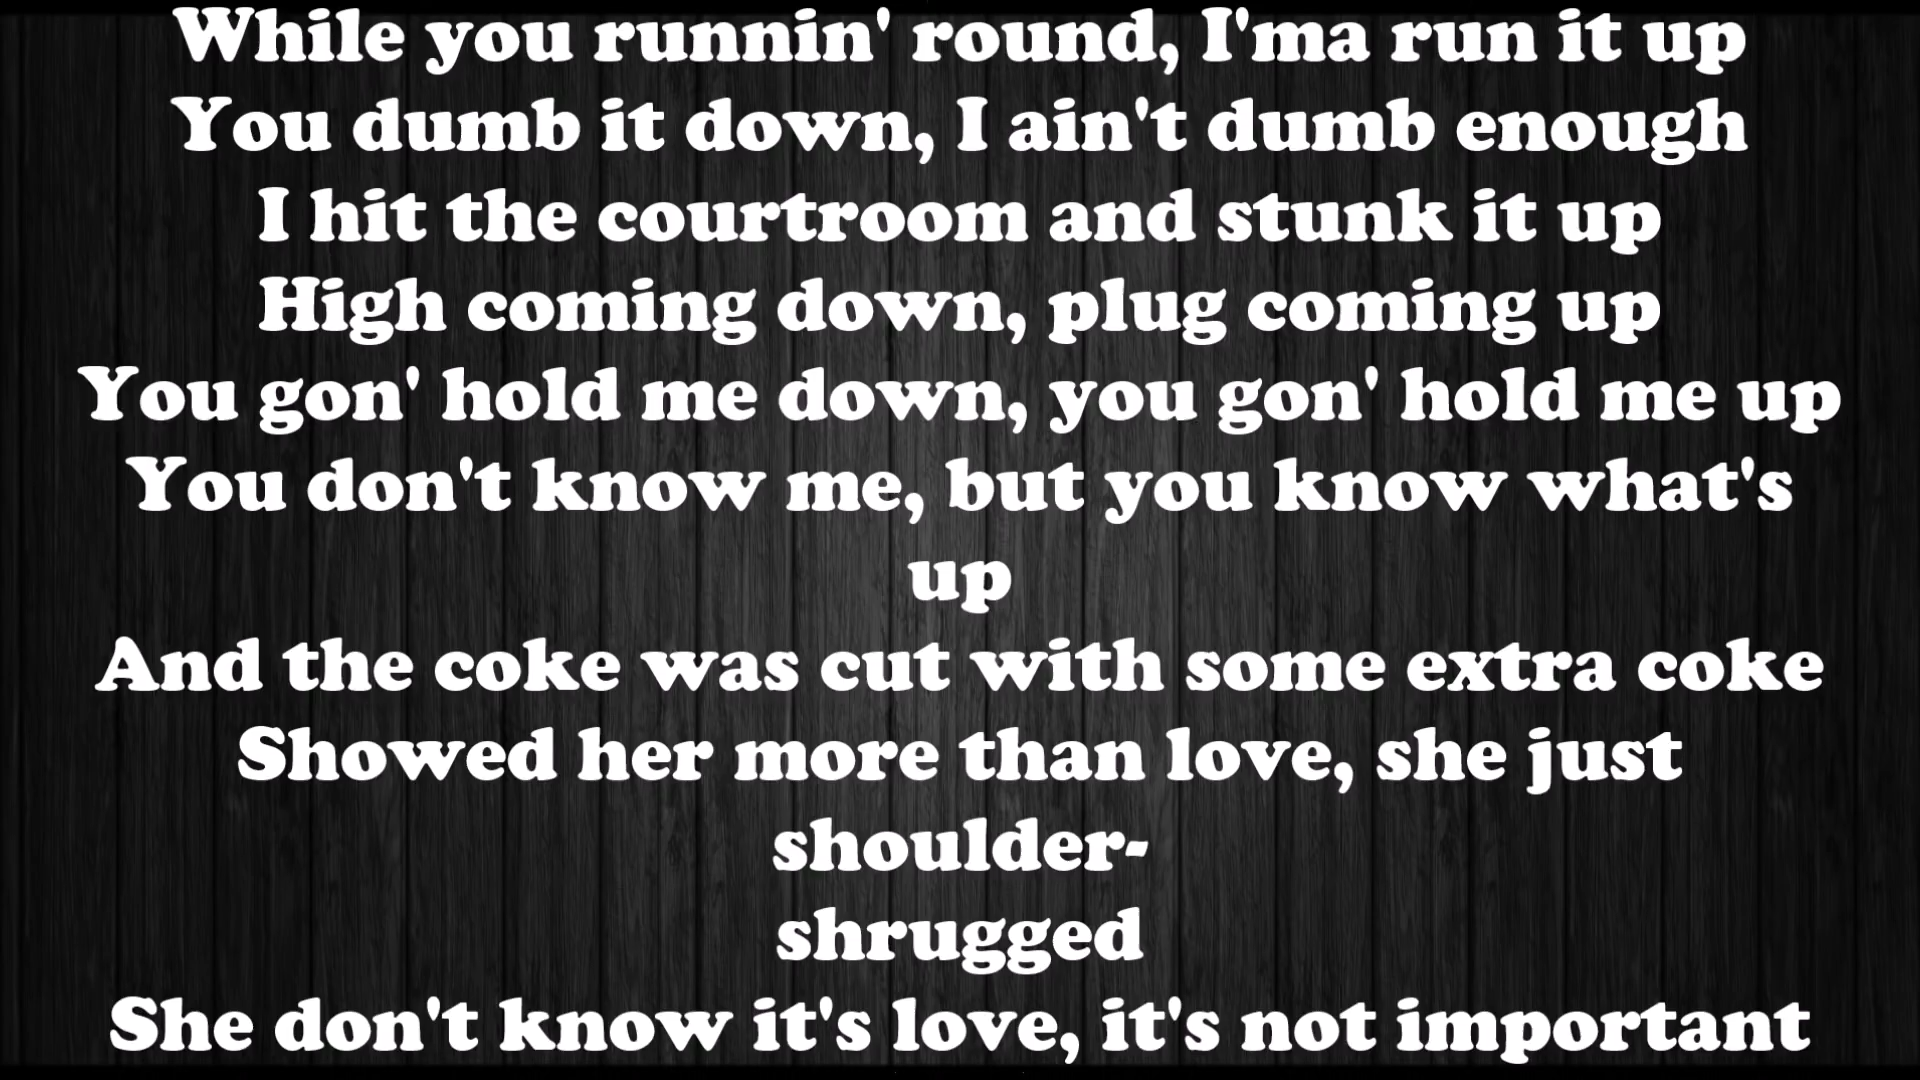 While you runnin' round, I'ma run it up
You dumb it down, I ain't dumb enough
I hit the courtroom and stunk it up
High coming down, plug coming up
You gon' hold me down, you gon' hold me up
You don't know me, but you know what's
up
And the coke was cut with some extra coke
Showed her more than love, she just
shoulder-
shrugged
She don't know it's love, it's not important